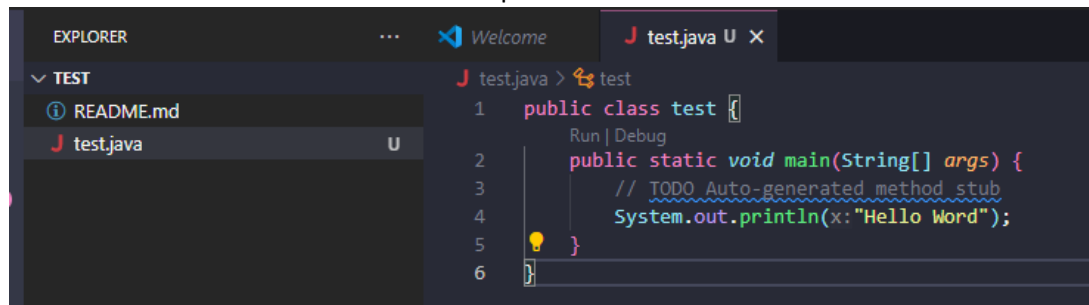 EXPLORER ...
Welcome
test.java U ×
TEST
README.md
test.java U
test.java > test
1 public class test {
Run | Debug
2 public static void main(String[] args) {
3 // TODO Auto-generated method stub
4 System.out.println(x:"Hello Word");
5 }
6 }